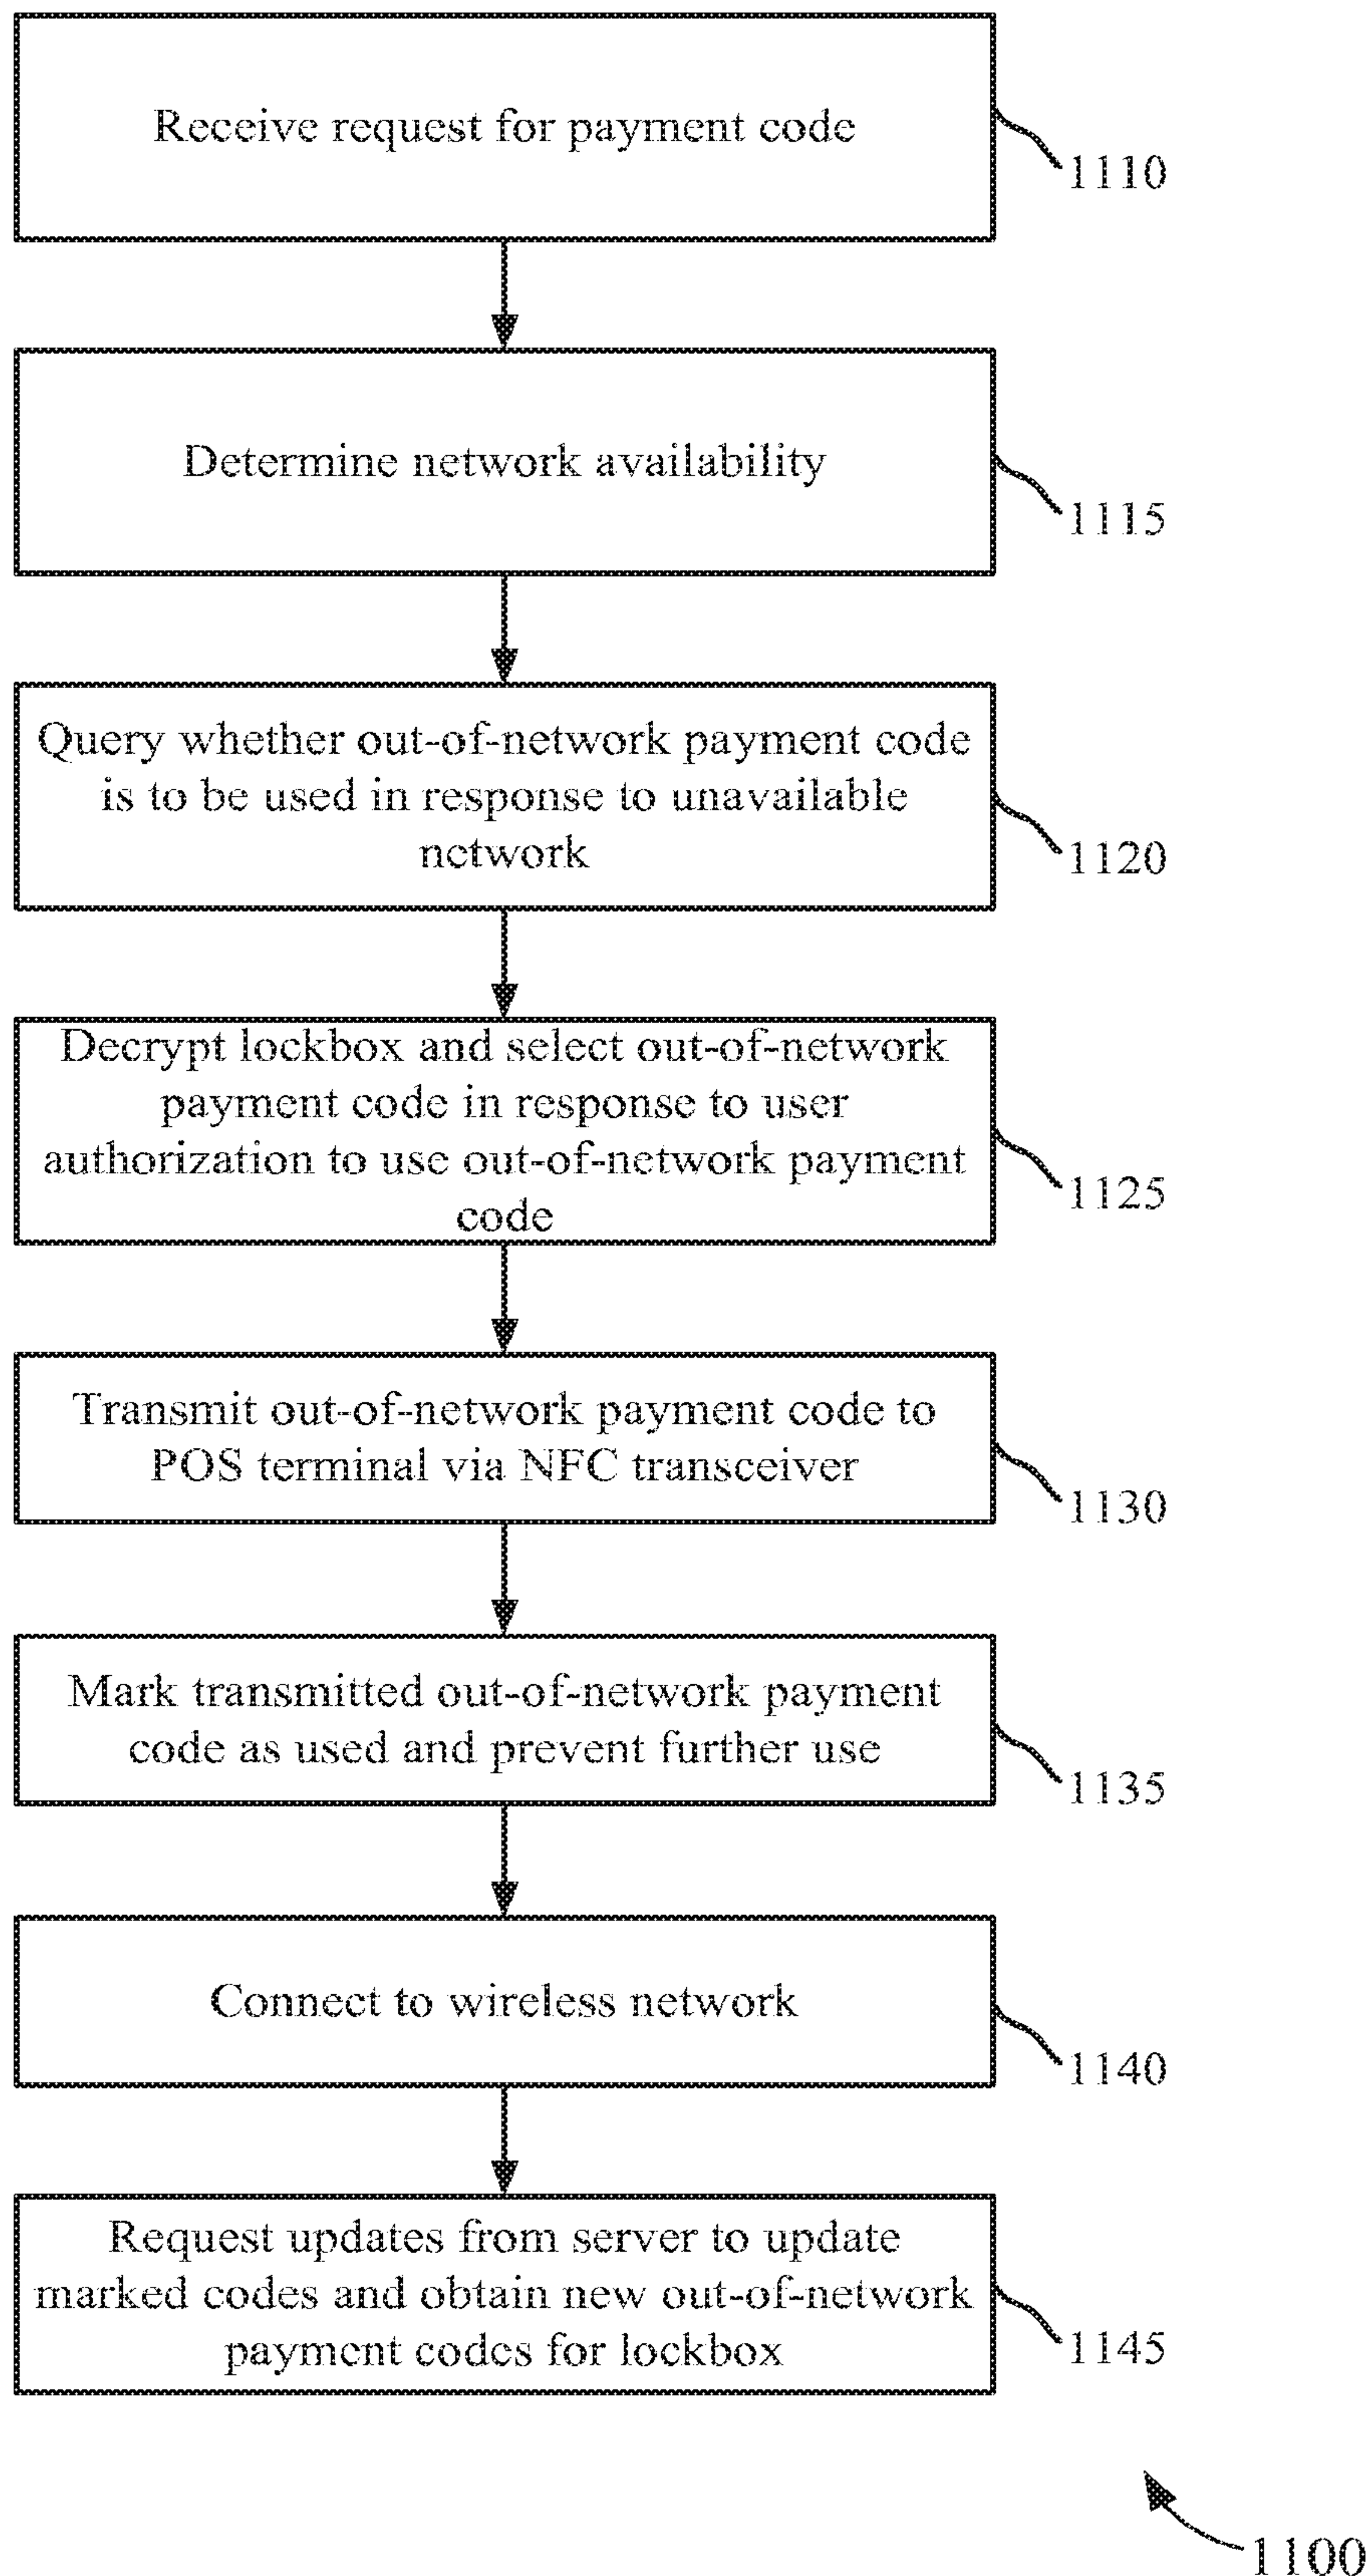 Receive request for payment code
1110
Determine network availability
1115
Query whether out-of-network payment code
is to be used in response to unavailable
network
1120
Decrypt lockbox and select out-of-network
payment code in response to user
authorization to use out-of-network payment
code
1125
Transmit out-of-network payment code to
POS terminal via NFC transceiver
1130
Mark transmitted out-of-network payment
code as used and prevent further use
1135
Connect to wireless network
1140
Request updates from server to update
marked codes and obtain new out-of-network
payment codes for lockbox
1145
1100